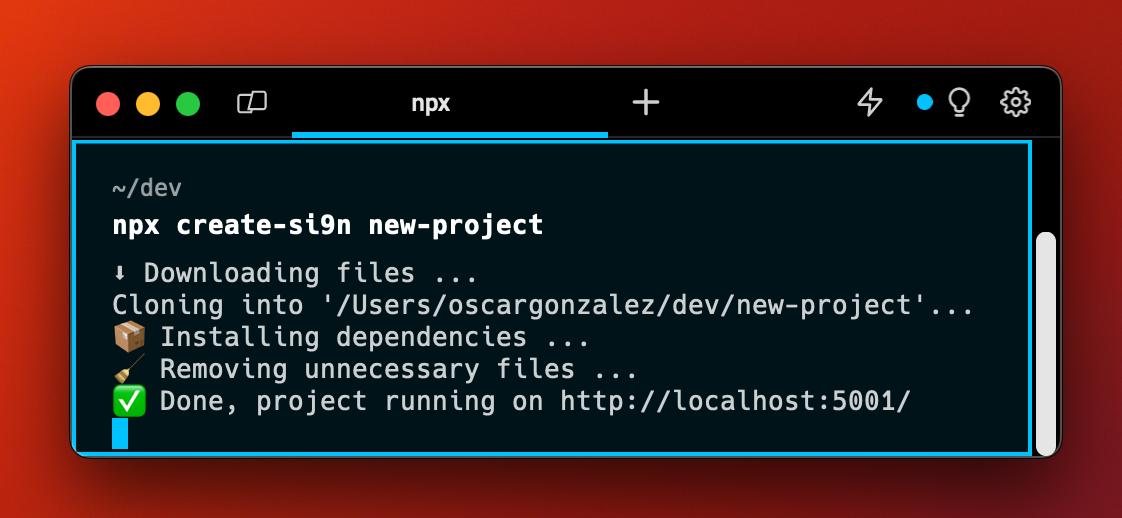 npx
~/dev
npx create-si9n new-project
⬇ Downloading files ...
Cloning into '/Users/oscargonzalez/dev/new-project'...
📦 Installing dependencies ...
🧹 Removing unnecessary files ...
✅ Done, project running on http://localhost:5001/